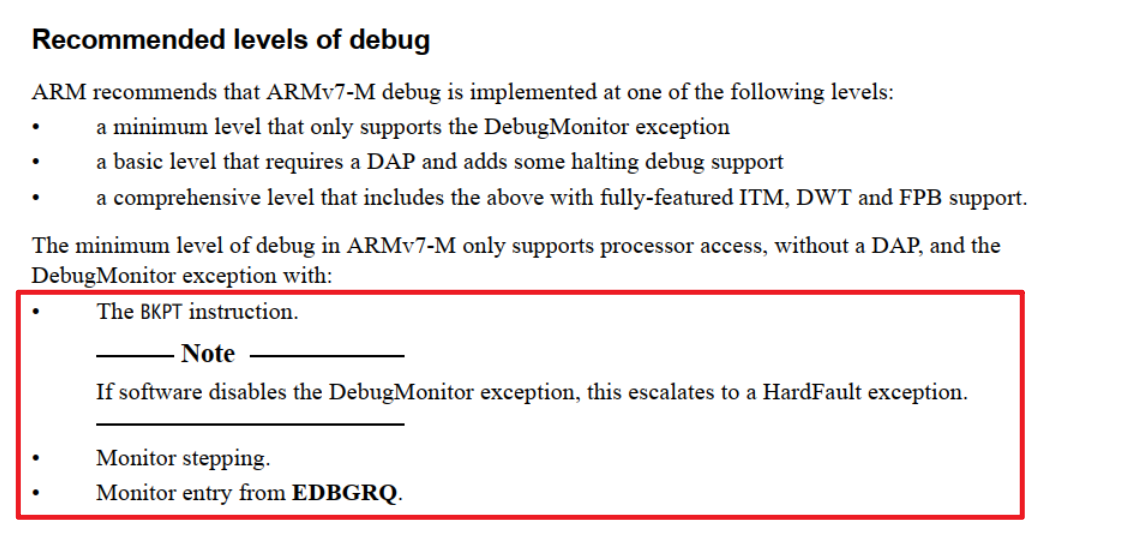 Recommended levels of debug
ARM recommends that ARMv7-M debug is implemented at one of the following levels:
• a minimum level that only supports the DebugMonitor exception
• a basic level that requires a DAP and adds some halting debug support
• a comprehensive level that includes the above with fully-featured ITM, DWT and FPB support.
The minimum level of debug in ARMv7-M only supports processor access, without a DAP, and the
DebugMonitor exception with:
• The BKPT instruction.
Note
If software disables the DebugMonitor exception, this escalates to a HardFault exception.
• Monitor stepping.
• Monitor entry from EDBGRQ.